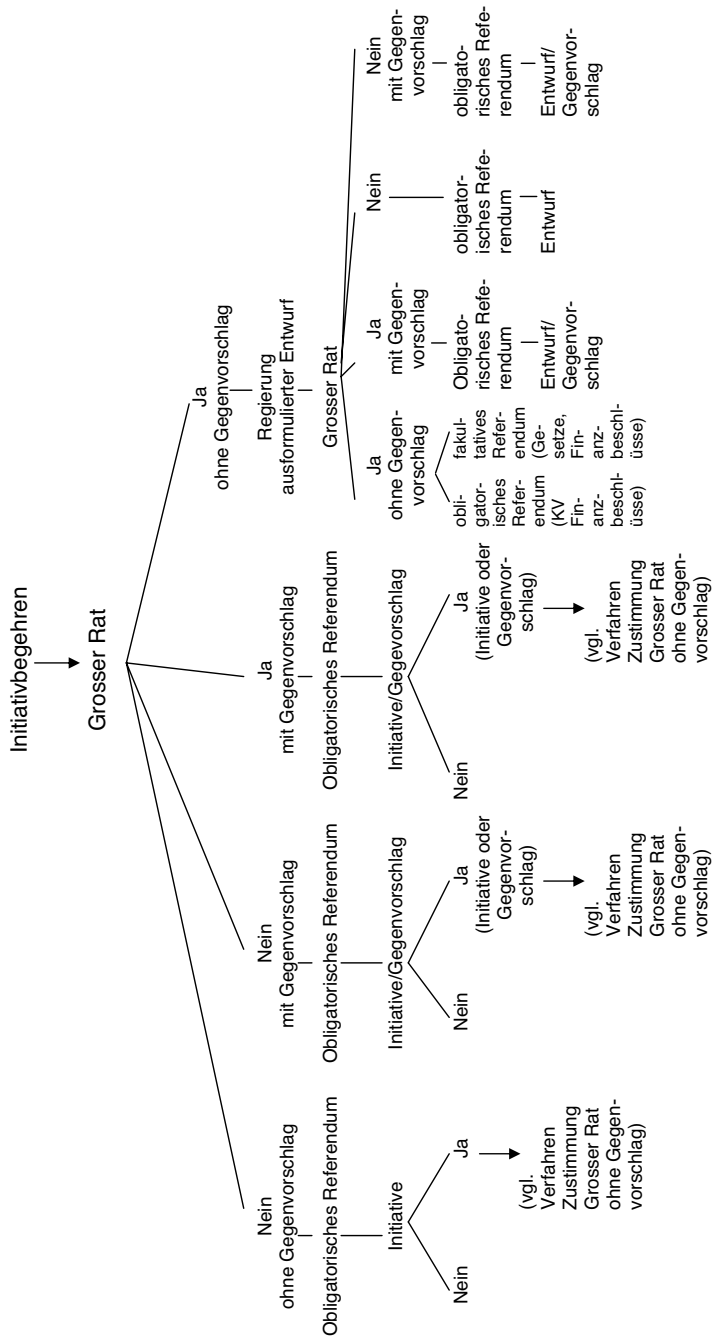 Initiativbegehren
Grosser Rat
Nein
ohne Gegenvorschlag
Obligatorisches Referendum
Initiative
Nein
Ja
(vgl.
Verfahren
Zustimmung
Grosser Rat
ohne Gegen-
vorschlag)
Nein
mit Gegenvorschlag
Obligatorisches Referendum
Initiative/Gegenvorschlag
Nein
Ja
(Initiative oder
Gegenvor-
schlag)
(vgl.
Verfahren
Zustimmung
Grosser Rat
ohne Gegen-
vorschlag)
Ja
mit Gegenvorschlag
Obligatorisches Referendum
Initiative/Gegevorschlag
Nein
Ja
(Initiative oder
Gegenvor-
schlag)
(vgl.
Verfahren
Zustimmung
Grosser Rat
ohne Gegen-
vorschlag)
Ja
ohne Gegenvorschlag
Regierung
ausformulierter Entwurf
Grosser Rat
Ja
ohne Gegen-
vorschlag
obli-
gator-
isches
Refer-
endum
(KV
Fin-
anz-
beschl-
üsse)
fakul-
tatives
Refer-
endum
(Ge-
setze,
Fin-
anz-
beschl-
üsse)
Ja
mit Gegen-
vorschlag
Obligato-
risches Refe-
rendum
Entwurf/
Gegenvor-
schlag
Nein
obligator-
isches Refe-
rendum
Entwurf
Nein
mit Gegen-
vorschlag
obligato-
risches Refe-
rendum
Entwurf/
Gegenvor-
schlag